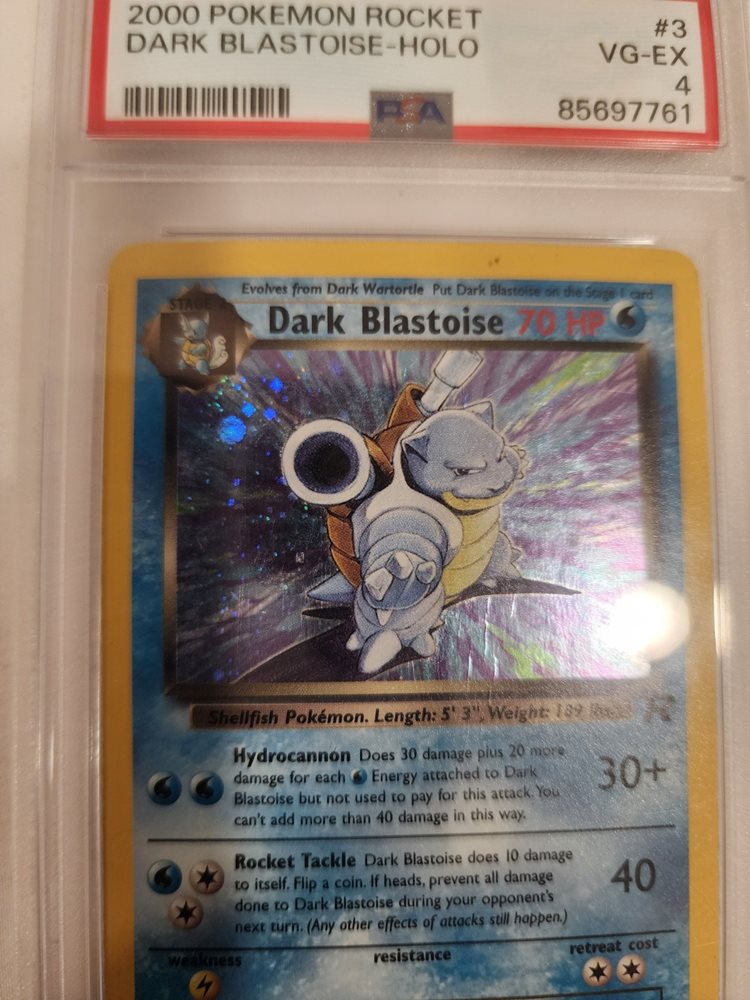 2000 POKEMON ROCKET #3
DARK BLASTOISE-HOLO VG-EX
4
PSA 85697761
Evolves from Dark Wartortle Put Dark Blastoise on the Stage 1 card
STAGE
Dark Blastoise 70 HP
Shellfish Pokémon. Length: 5' 3", Weight: 189 lbs.
R
Hydrocannon Does 30 damage plus 20 more
damage for each Energy attached to Dark
Blastoise but not used to pay for this attack. You
can't add more than 40 damage in this way.
30+
Rocket Tackle Dark Blastoise does 10 damage
to itself. Flip a coin. If heads, prevent all damage
done to Dark Blastoise during your opponent's
next turn. (Any other effects of attacks still happen.)
40
weakness resistance retreat cost